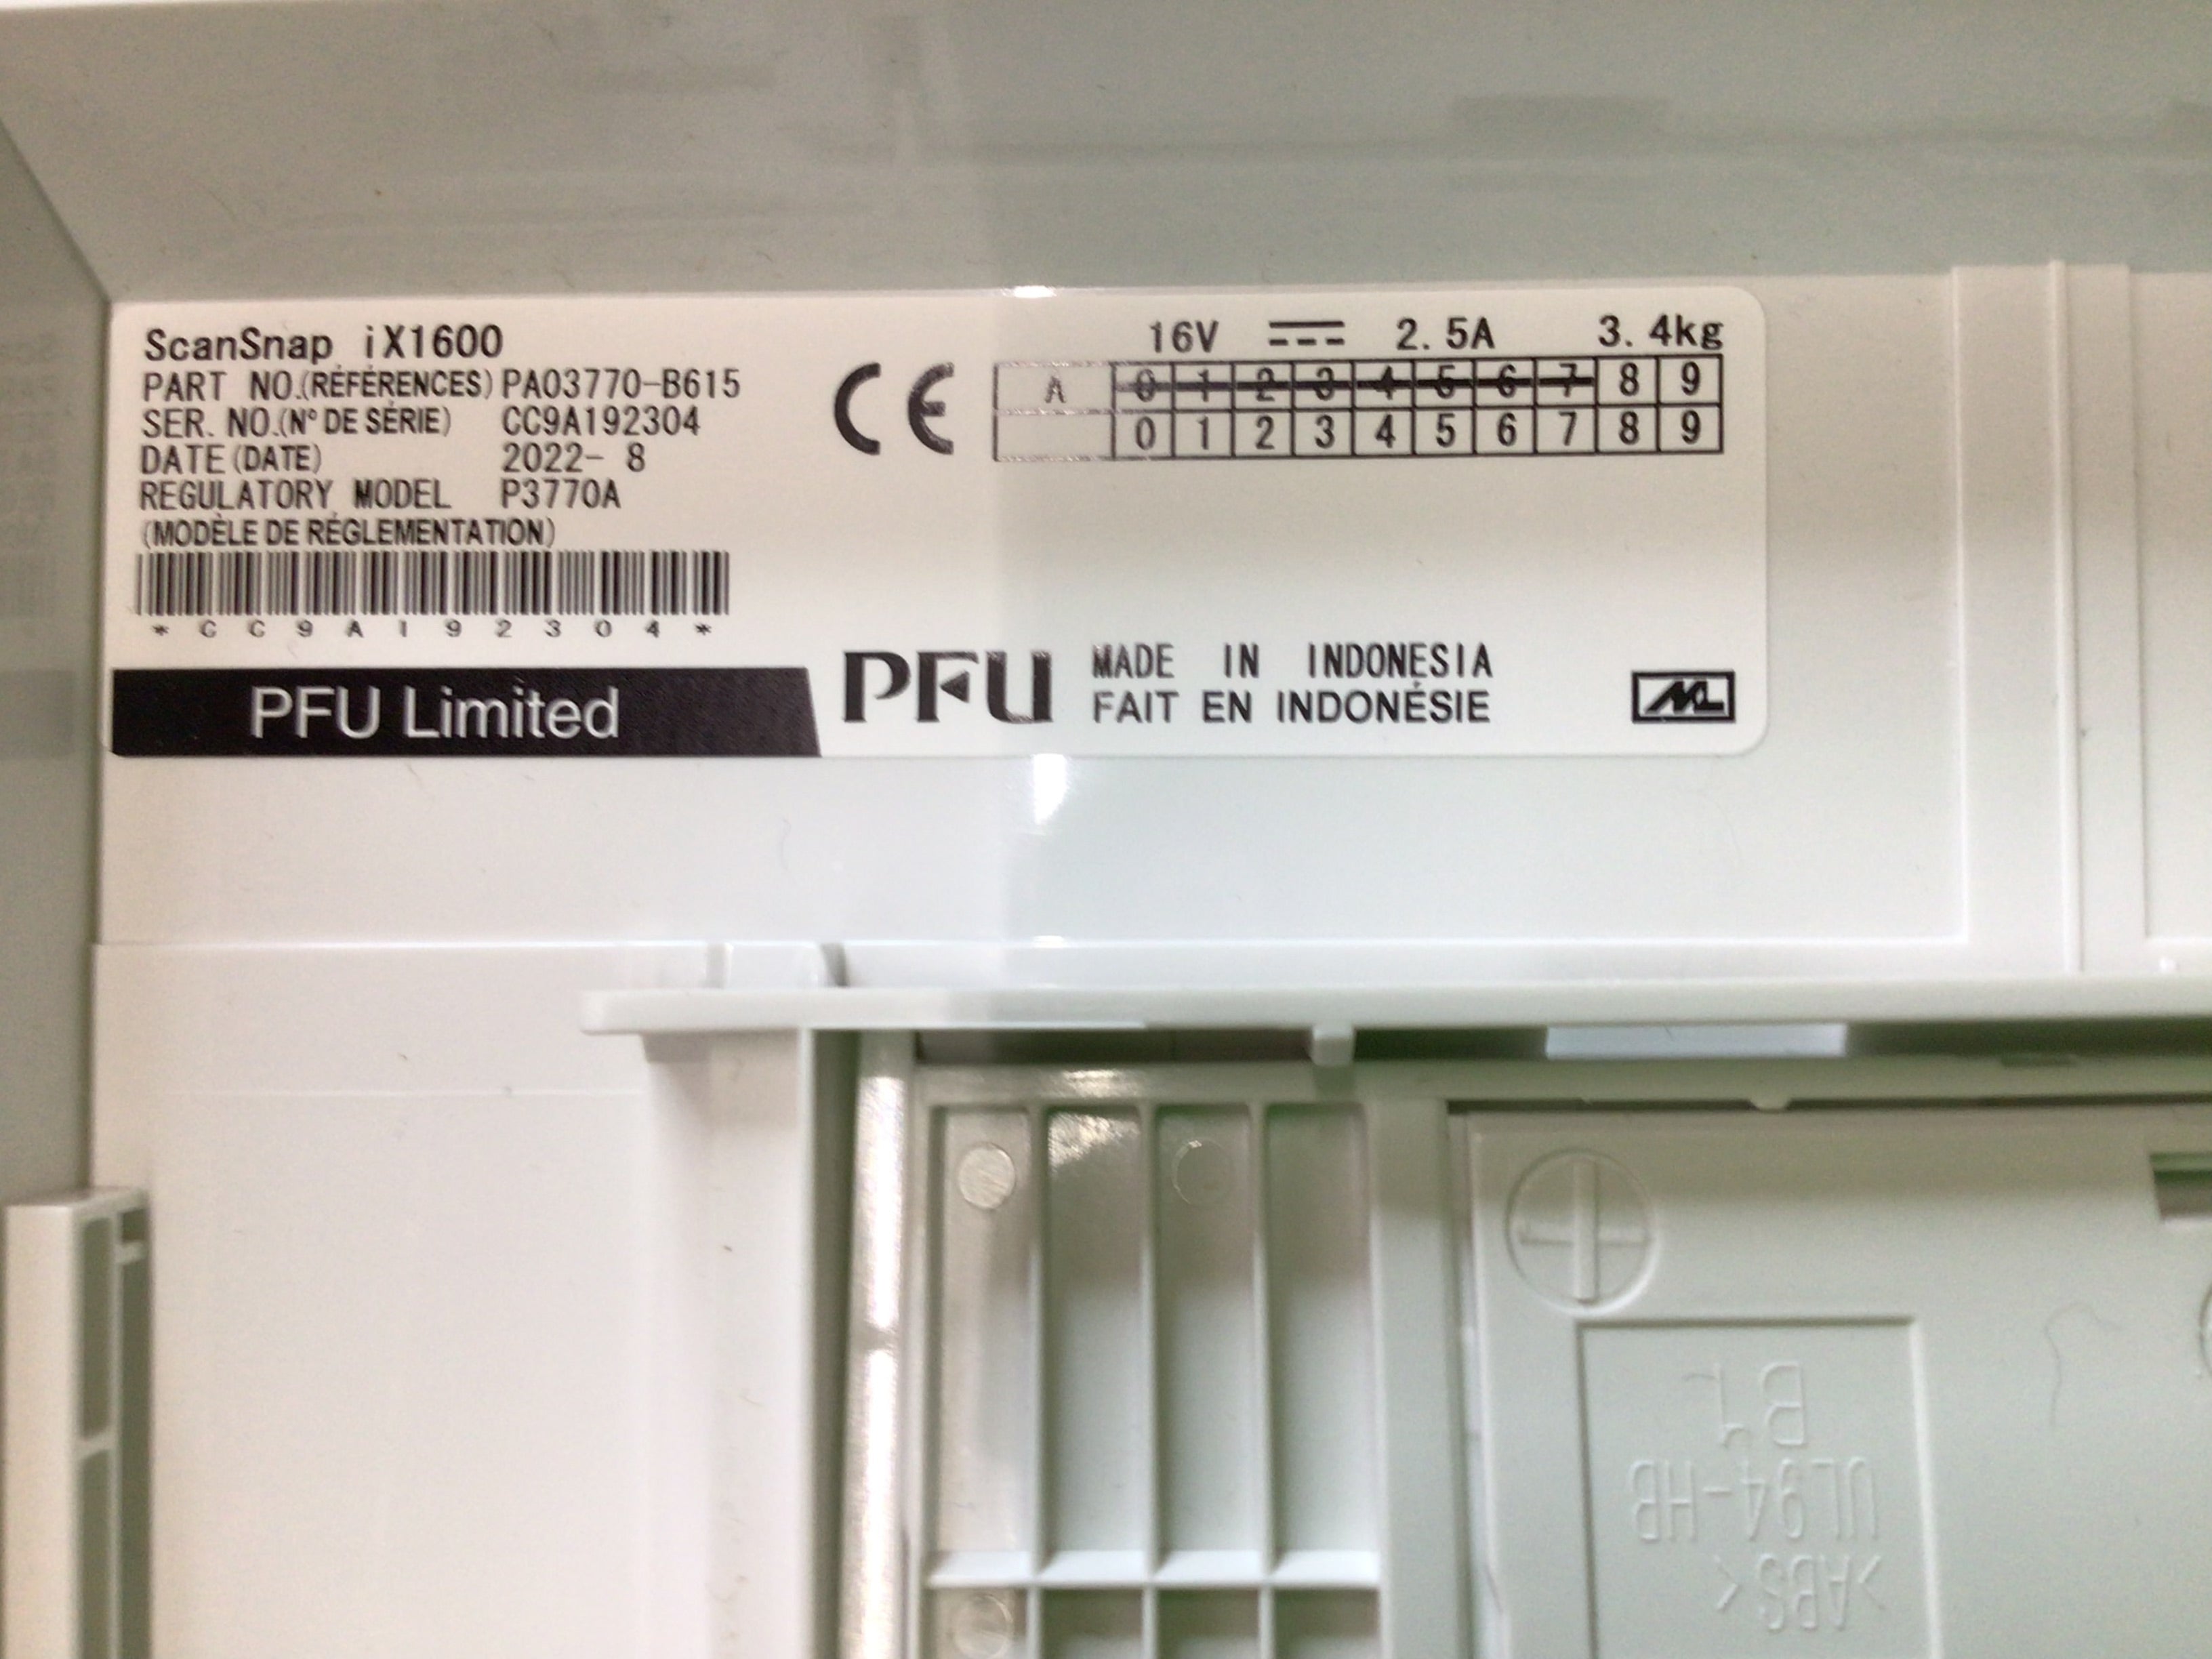 ScanSnap iX1600
PART NO.(RÉFÉRENCES) PA03770-B615
SER. NO.(N° DE SÉRIE) CC9A192304
DATE (DATE) 2022- 8
REGULATORY MODEL P3770A
(MODÈLE DE RÉGLEMENTATION)
*CC9A192304*
PFU Limited
CE
16V 2.5A 3.4kg
A 0 1 2 3 4 5 6 7 8 9
0 1 2 3 4 5 6 7 8 9
PFU
MADE IN INDONESIA
FAIT EN INDONÉSIE
>ABS<
UL94-HB
B1